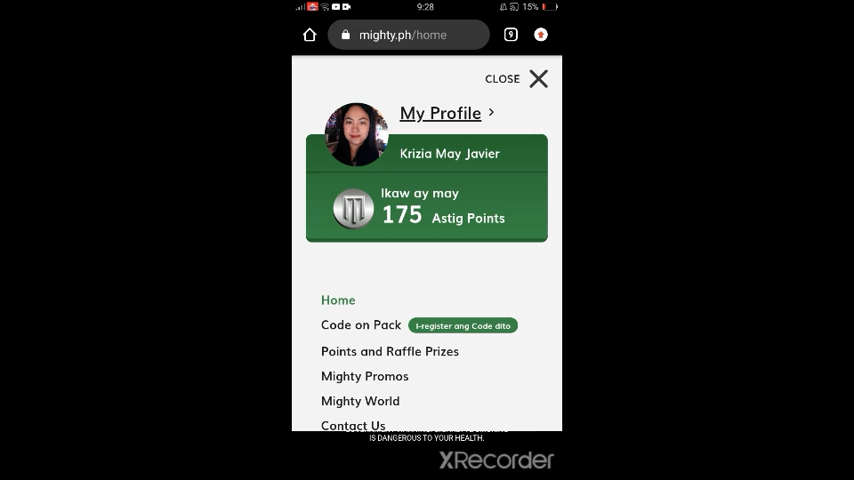 9:28
15%
mighty.ph/home
9
CLOSE
My Profile >
Krizia May Javier
Ikaw ay may
175 Astig Points
Home
Code on Pack I-register ang Code dito
Points and Raffle Prizes
Mighty Promos
Mighty World
Contact Us
IS DANGEROUS TO YOUR HEALTH.
XRecorder